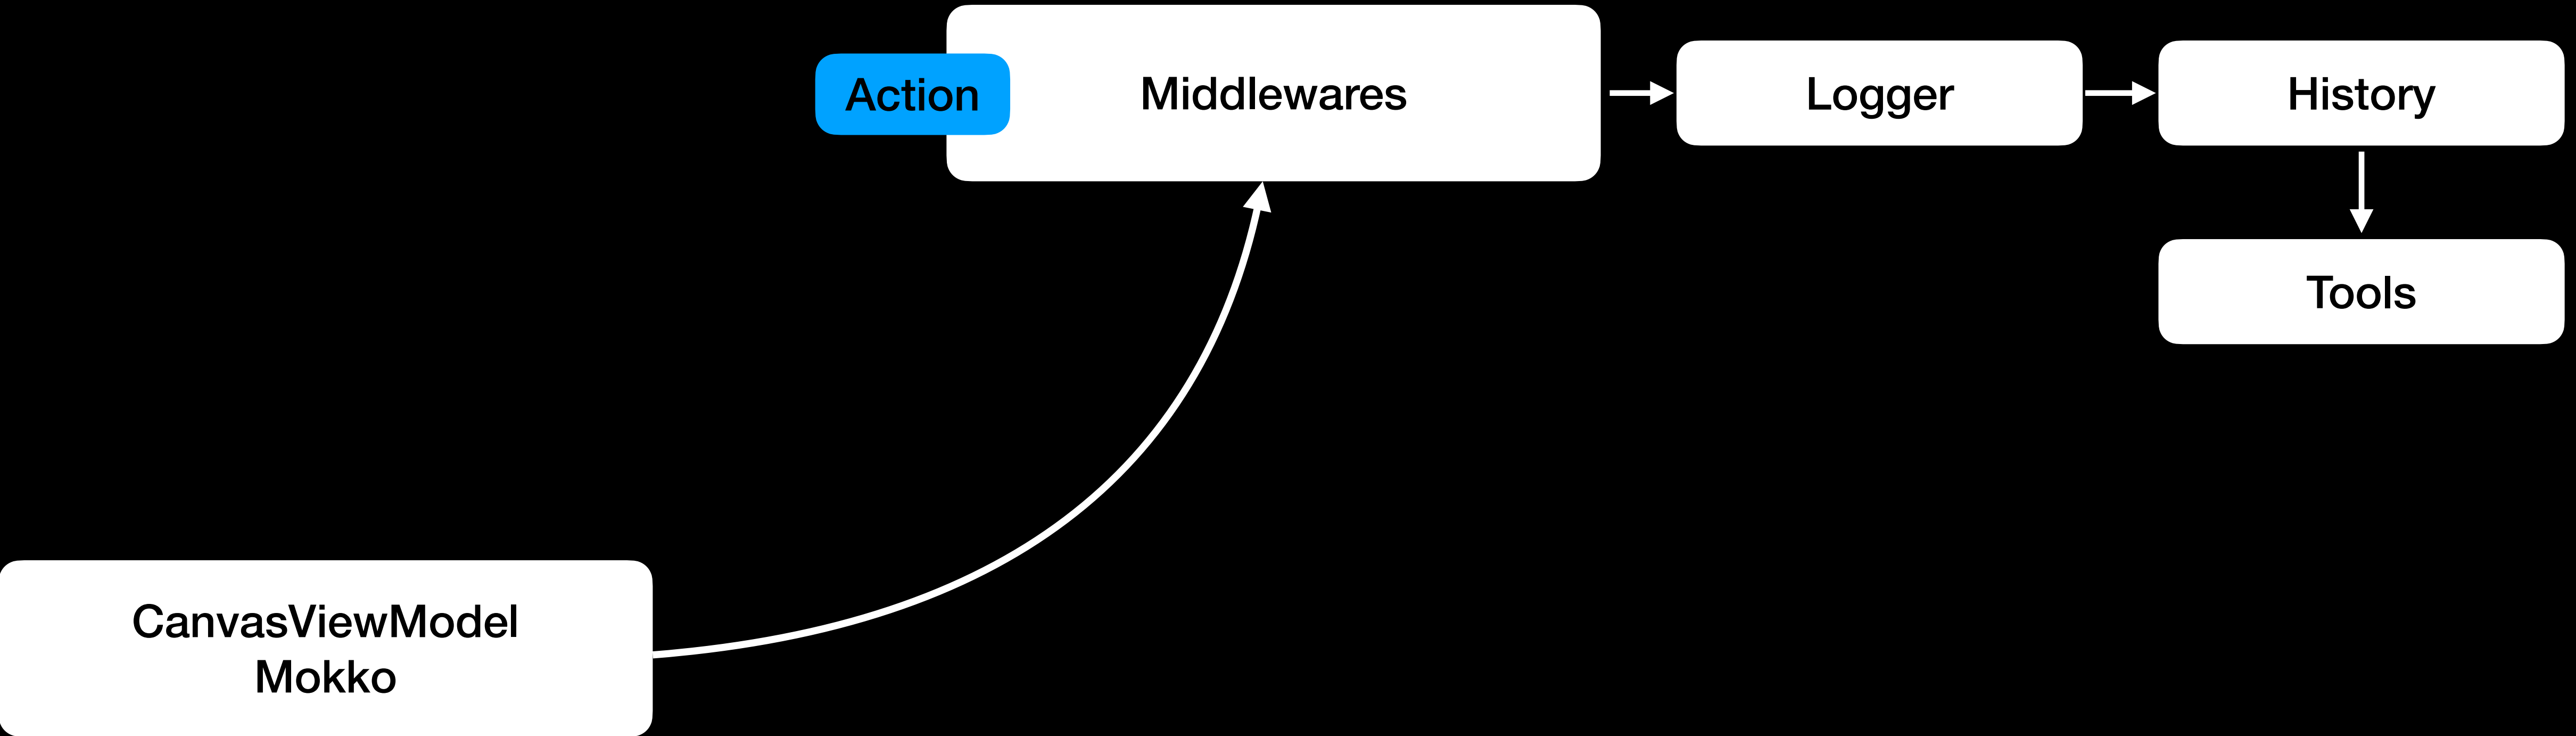 Action
Middlewares
Logger
History
Tools
CanvasViewModel
Mokko